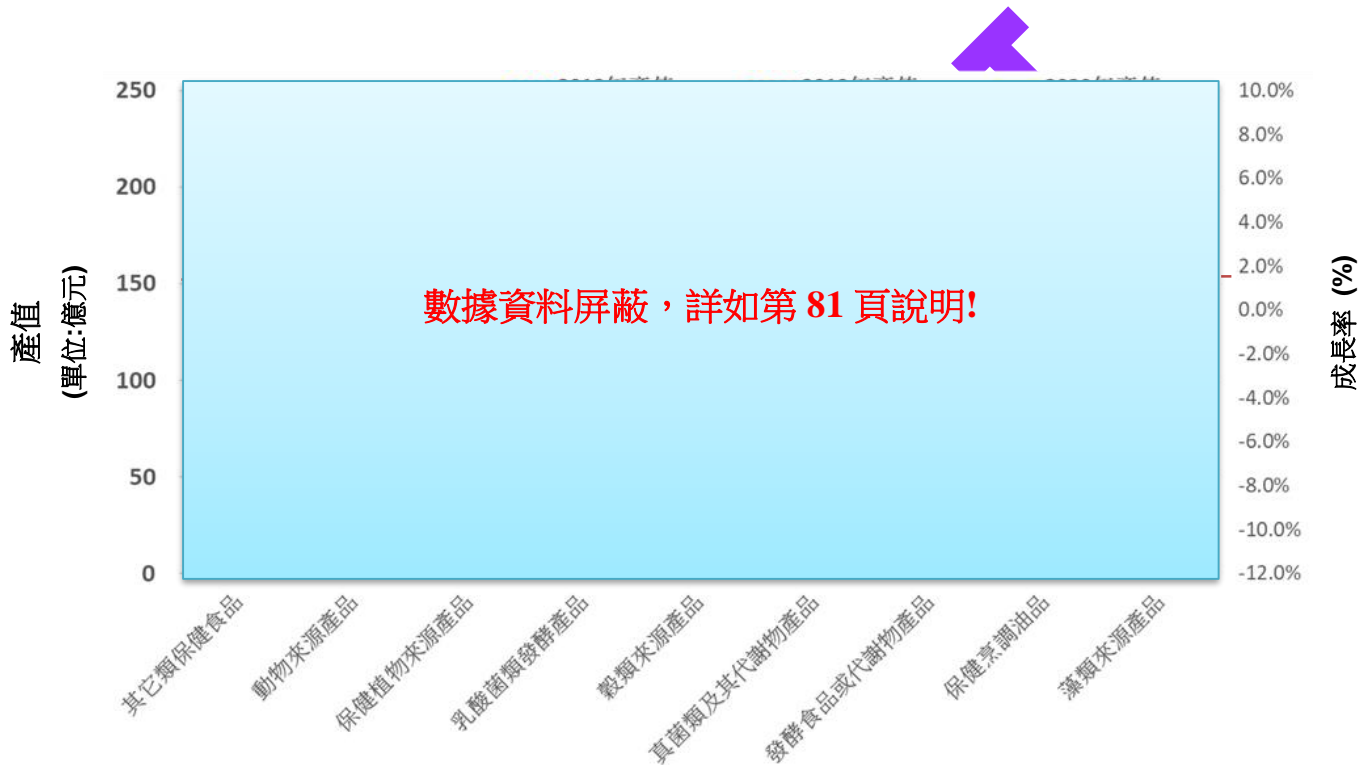 250
200
150
100
50
0
產值
(單位:億元)
數據資料屏蔽，詳如第 81 頁說明!
10.0%
8.0%
6.0%
4.0%
2.0%
0.0%
-2.0%
-4.0%
-6.0%
-8.0%
-10.0%
-12.0%
成長率 (%)
其它類保健食品
動物來源產品
保健植物來源產品
乳酸菌類發酵產品
穀類來源產品
真菌類及其代謝物產品
發酵食品或代謝物產品
保健烹調油品
藻類來源產品